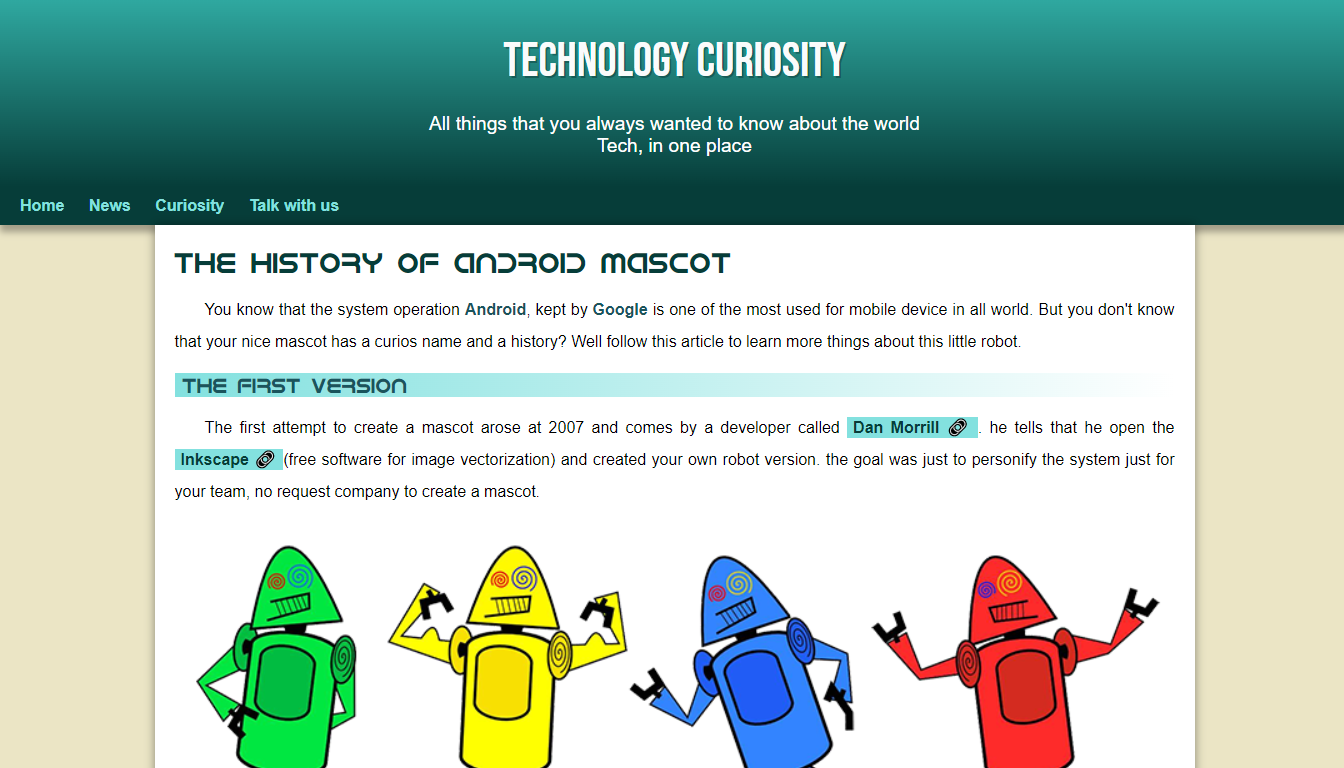 TECHNOLOGY CURIOSITY
All things that you always wanted to know about the world
Tech, in one place
Home News Curiosity Talk with us
THE HISTORY OF ANDROID MASCOT
You know that the system operation Android, kept by Google is one of the most used for mobile device in all world. But you don't know
that your nice mascot has a curios name and a history? Well follow this article to learn more things about this little robot.
THE FIRST VERSION
The first attempt to create a mascot arose at 2007 and comes by a developer called Dan Morrill . he tells that he open the
Inkscape (free software for image vectorization) and created your own robot version. the goal was just to personify the system just for
your team, no request company to create a mascot.